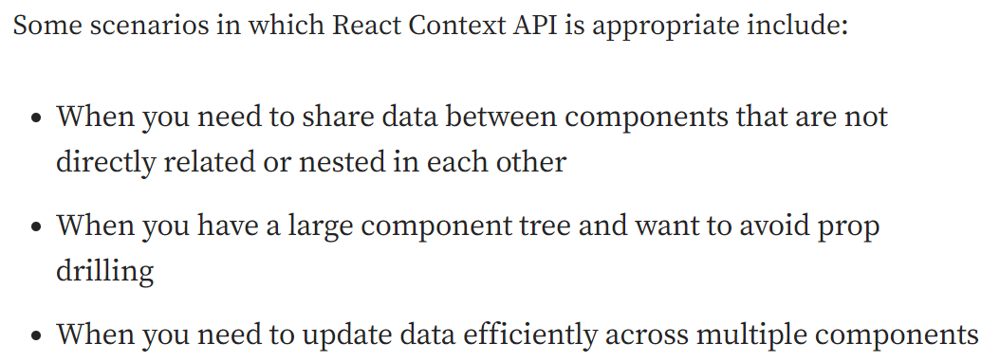 Some scenarios in which React Context API is appropriate include:
• When you need to share data between components that are not
directly related or nested in each other
• When you have a large component tree and want to avoid prop
drilling
• When you need to update data efficiently across multiple components